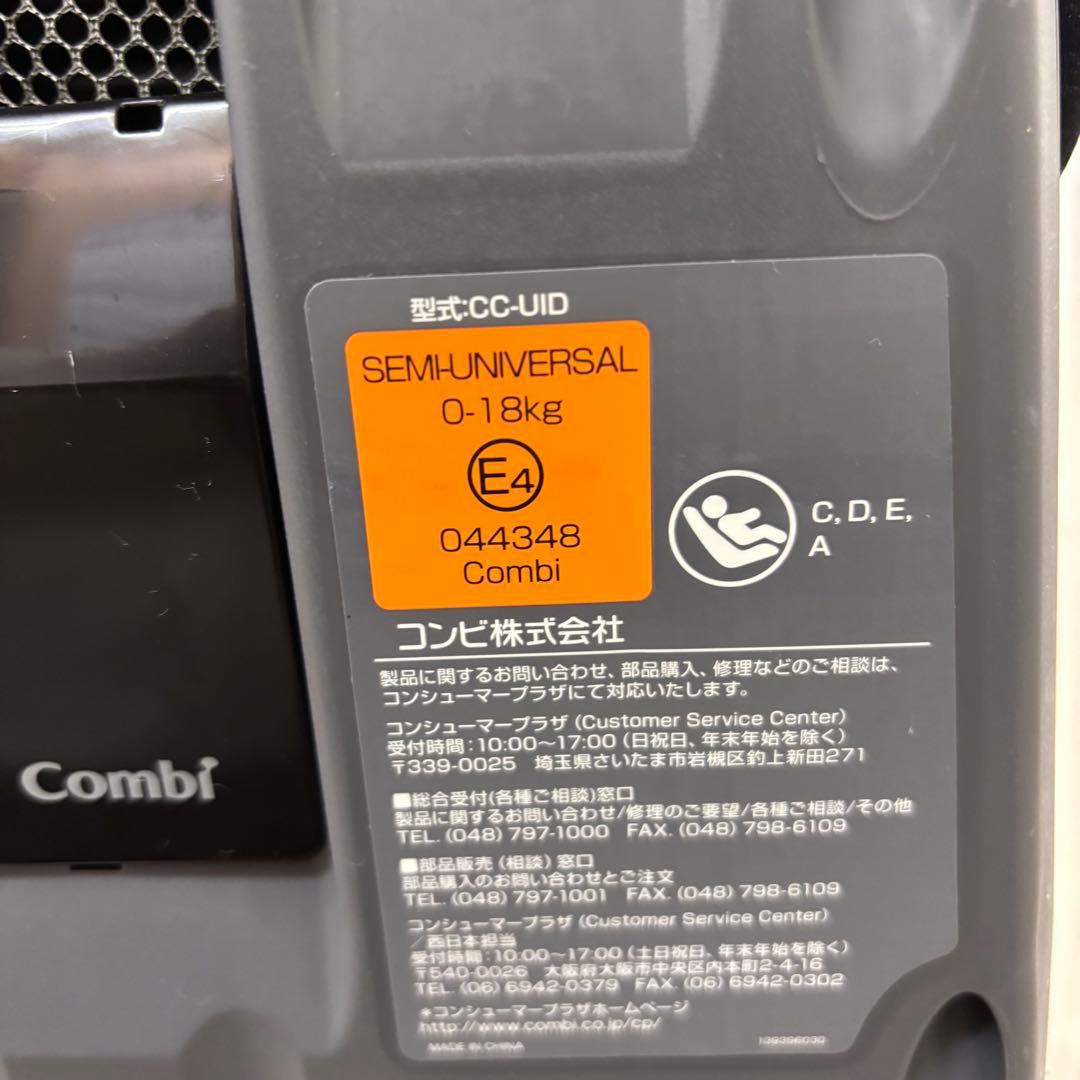 型式:CC-UID
SEMI-UNIVERSAL
0-18kg
E4
044348
Combi
C, D, E,
A
コンビ株式会社
製品に関するお問い合わせ、部品購入、修理などのご相談は、
コンシューマープラザにて対応いたします。
コンシューマープラザ (Customer Service Center)
受付時間:10:00〜17:00 (日祝日、年末年始を除く)
〒339-0025 埼玉県さいたま市岩槻区釣上新田271
■総合受付(各種ご相談)窓口
製品に関するお問い合わせ/修理のご要望/各種ご相談/その他
TEL. (048) 797-1000 FAX. (048) 798-6109
■部品販売 (相談) 窓口
部品購入のお問い合わせとご注文
TEL. (048) 797-1001 FAX. (048) 798-6109
コンシューマープラザ (Customer Service Center)
/西日本担当
受付時間:10:00〜17:00 (土日祝日、年末年始を除く)
〒540-0026 大阪府大阪市中央区内本町2-4-16
TEL. (06) 6942-0379 FAX. (06) 6942-0302
*コンシューマープラザホームページ
http://www.combi.co.jp/cp/
MADE IN CHINA 139396030
Combi